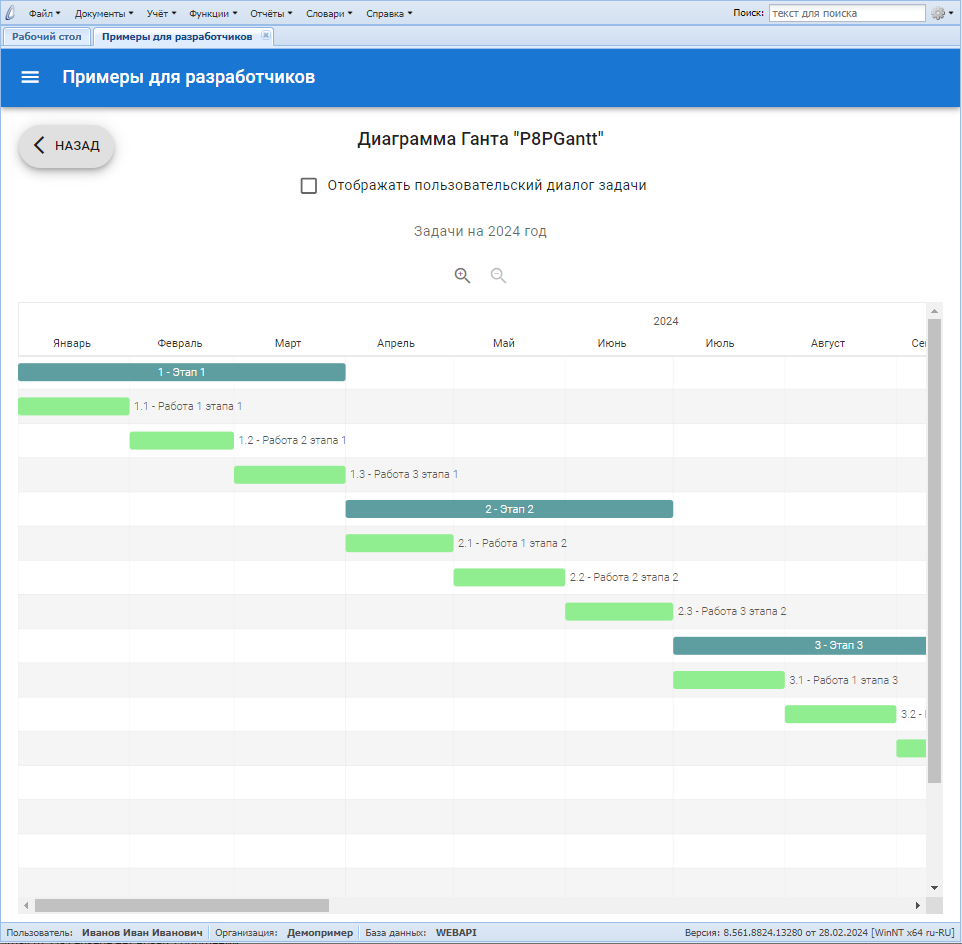 Файл Документы Учёт Функции Отчёты Словари Справка Поиск: текст для поиска
Рабочий стол Примеры для разработчиков
Примеры для разработчиков
НАЗАД
Диаграмма Ганта "P8PGantt"
Отображать пользовательский диалог задачи
Задачи на 2024 год
2024
Январь Февраль Март Апрель Май Июнь Июль Август Се
1 - Этап 1
1.1 - Работа 1 этапа 1
1.2 - Работа 2 этапа 1
1.3 - Работа 3 этапа 1
2 - Этап 2
2.1 - Работа 1 этапа 2
2.2 - Работа 2 этапа 2
2.3 - Работа 3 этапа 2
3 - Этап 3
3.1 - Работа 1 этапа 3
3.2 -
Пользователь: Иванов Иван Иванович Организация: Демопример База данных: WEBAPI Версия: 8.561.8824.13280 от 28.02.2024 [WinNT x64 ru-RU]